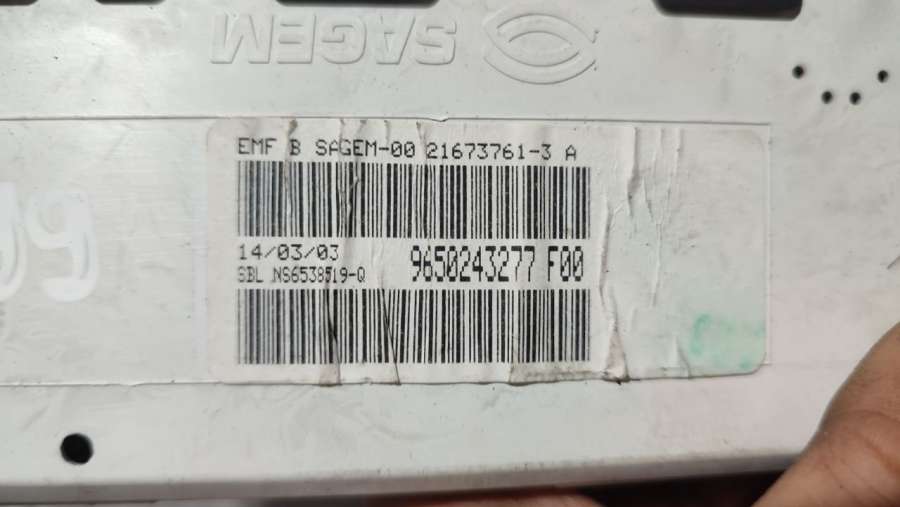 SAGEM
EMF B SAGEM-00 21673761-3 A
14/03/03
9650243277 F00
SBL NS6538519-Q